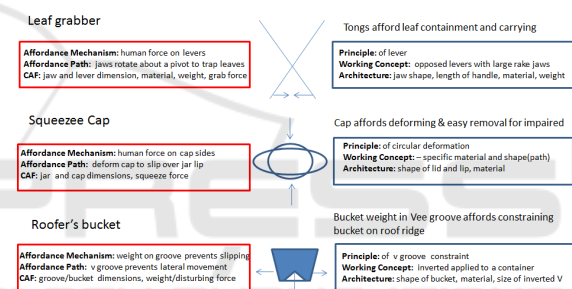 Leaf grabber
Tongs afford leaf containment and carrying
Affordance Mechanism: human force on levers
Affordance Path: jaws rotate about a pivot to trap leaves
CAF: jaw and lever dimension, material, weight, grab force
Principle: of lever
Working Concept: opposed levers with large rake jaws
Architecture: jaw shape, length of handle, material, weight
Squeezee Cap
Cap affords deforming & easy removal for impaired
Affordance Mechanism: human force on cap sides
Affordance Path: deform cap to slip over jar lip
CAF: jar and cap dimensions, squeeze force
Principle: of circular deformation
Working Concept: – specific material and shape(path)
Architecture: shape of lid and lip, material
Roofer's bucket
Bucket weight in Vee groove affords constraining
bucket on roof ridge
Affordance Mechanism: weight on groove prevents slipping
Affordance Path: v groove prevents lateral movement
CAF: groove/bucket dimensions, weight/disturbing force
Principle: of v groove constraint
Working Concept: inverted applied to a container
Architecture: shape of bucket, material, size of inverted V
PRESS